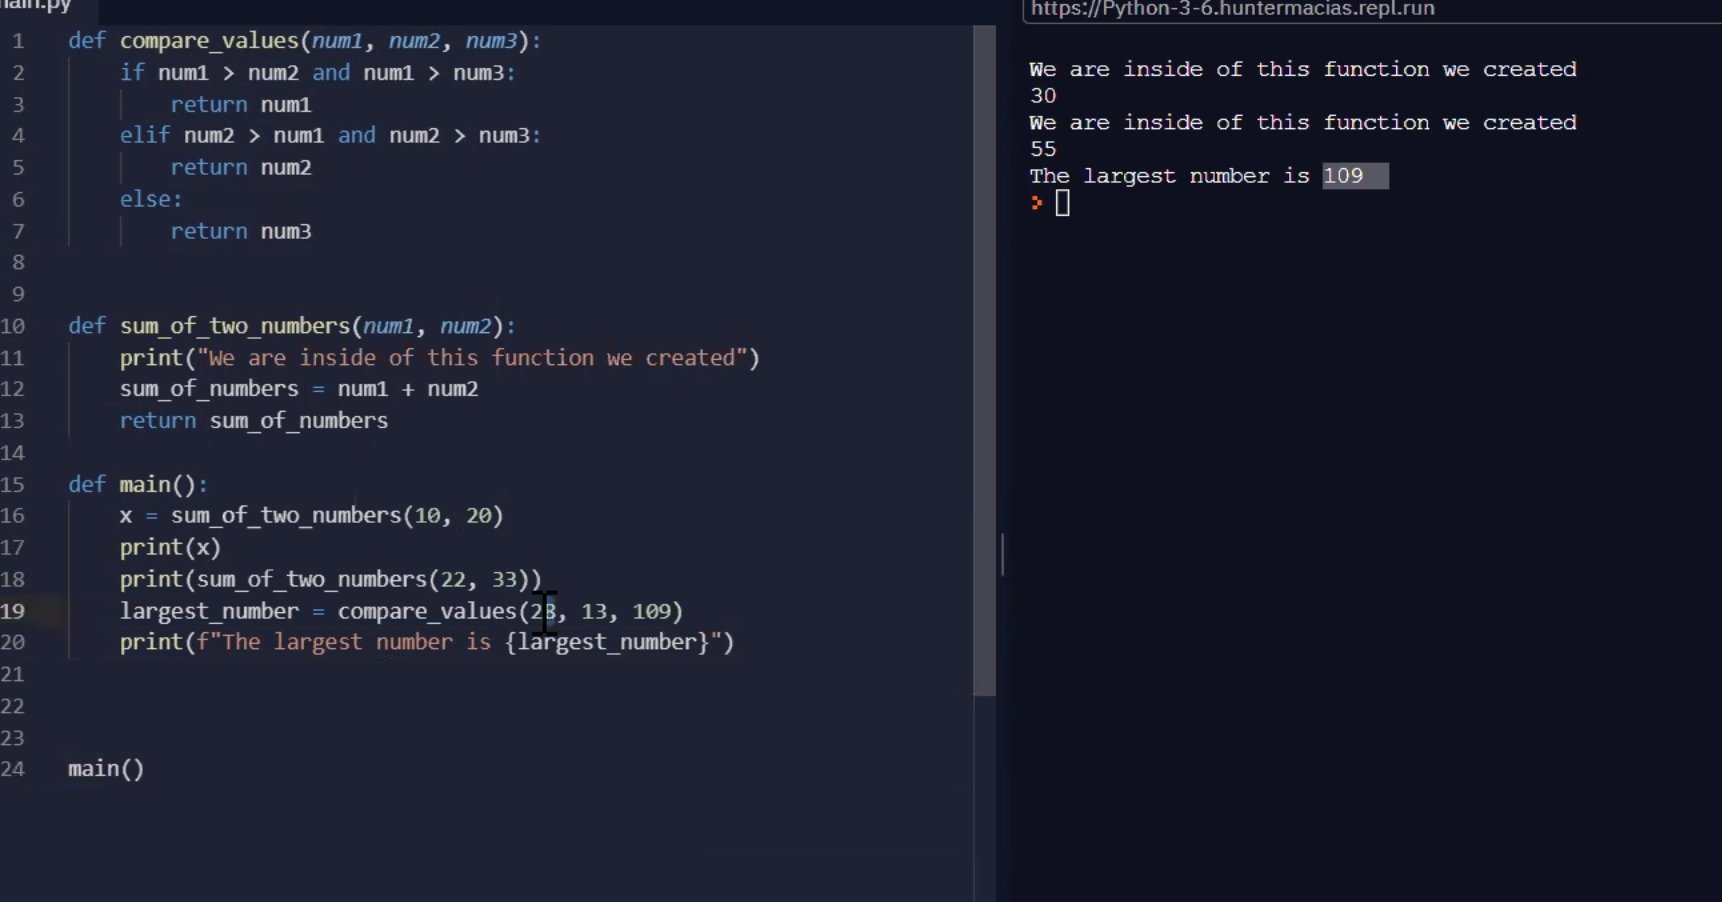 main.py
1 def compare_values(num1, num2, num3):
2 if num1 > num2 and num1 > num3:
3 return num1
4 elif num2 > num1 and num2 > num3:
5 return num2
6 else:
7 return num3
8
9
10 def sum_of_two_numbers(num1, num2):
11 print("We are inside of this function we created")
12 sum_of_numbers = num1 + num2
13 return sum_of_numbers
14
15 def main():
16 x = sum_of_two_numbers(10, 20)
17 print(x)
18 print(sum_of_two_numbers(22, 33))
19 largest_number = compare_values(23, 13, 109)
20 print(f"The largest number is {largest_number}")
21
22
23
24 main()
https://Python-3-6.huntermacias.repl.run
We are inside of this function we created
30
We are inside of this function we created
55
The largest number is 109